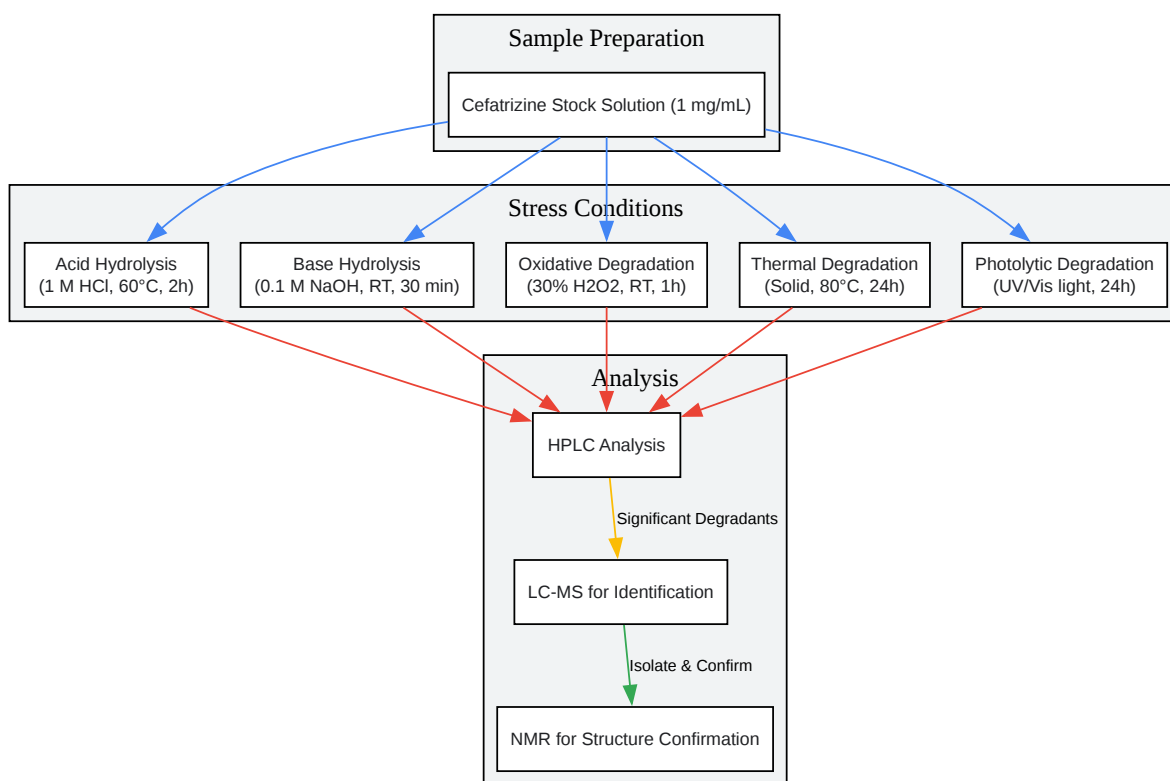 Sample Preparation
Cefatrizine Stock Solution (1 mg/mL)
Stress Conditions
Acid Hydrolysis
(1 M HCl, 60°C, 2h)
Base Hydrolysis
(0.1 M NaOH, RT, 30 min)
Oxidative Degradation
(30% H2O2, RT, 1h)
Thermal Degradation
(Solid, 80°C, 24h)
Photolytic Degradation
(UV/Vis light, 24h)
Analysis
HPLC Analysis
Significant Degradants
LC-MS for Identification
Isolate & Confirm
NMR for Structure Confirmation